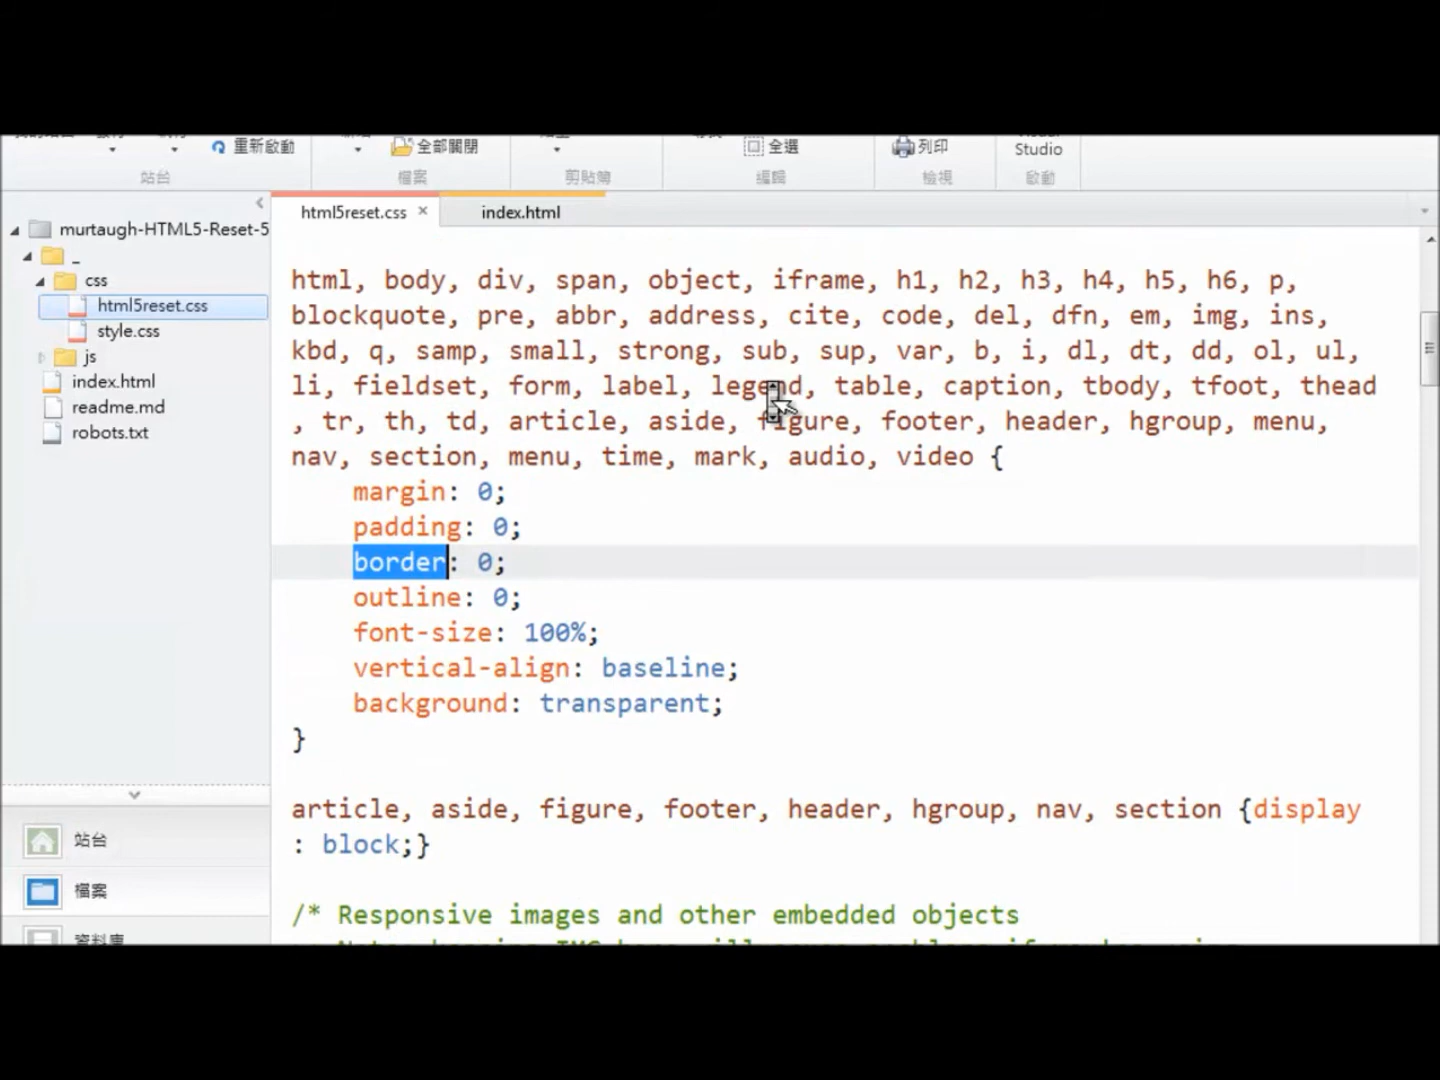 重新啟動
全部關閉
全選
列印
Studio
站台
檔案
剪貼簿
編輯
檢視
啟動
murtaugh-HTML5-Reset-5
_
css
html5reset.css
style.css
js
index.html
readme.md
robots.txt
站台
檔案
資料庫
html5reset.css
index.html
html, body, div, span, object, iframe, h1, h2, h3, h4, h5, h6, p,
blockquote, pre, abbr, address, cite, code, del, dfn, em, img, ins,
kbd, q, samp, small, strong, sub, sup, var, b, i, dl, dt, dd, ol, ul,
li, fieldset, form, label, legend, table, caption, tbody, tfoot, thead
, tr, th, td, article, aside, figure, footer, header, hgroup, menu,
nav, section, menu, time, mark, audio, video {
margin: 0;
padding: 0;
border: 0;
outline: 0;
font-size: 100%;
vertical-align: baseline;
background: transparent;
}
article, aside, figure, footer, header, hgroup, nav, section {display
: block;}
/* Responsive images and other embedded objects